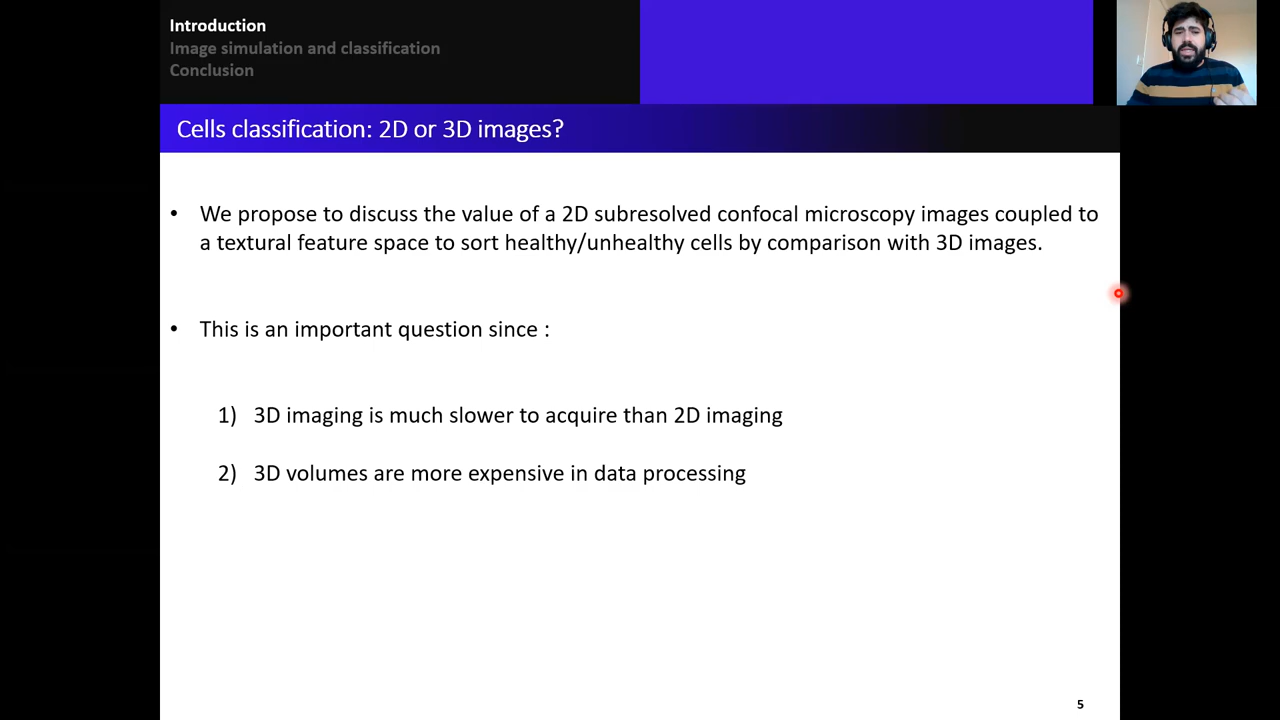 Introduction
Image simulation and classification
Conclusion
Cells classification: 2D or 3D images?
• We propose to discuss the value of a 2D subresolved confocal microscopy images coupled to
a textural feature space to sort healthy/unhealthy cells by comparison with 3D images.
• This is an important question since :
1) 3D imaging is much slower to acquire than 2D imaging
2) 3D volumes are more expensive in data processing
5